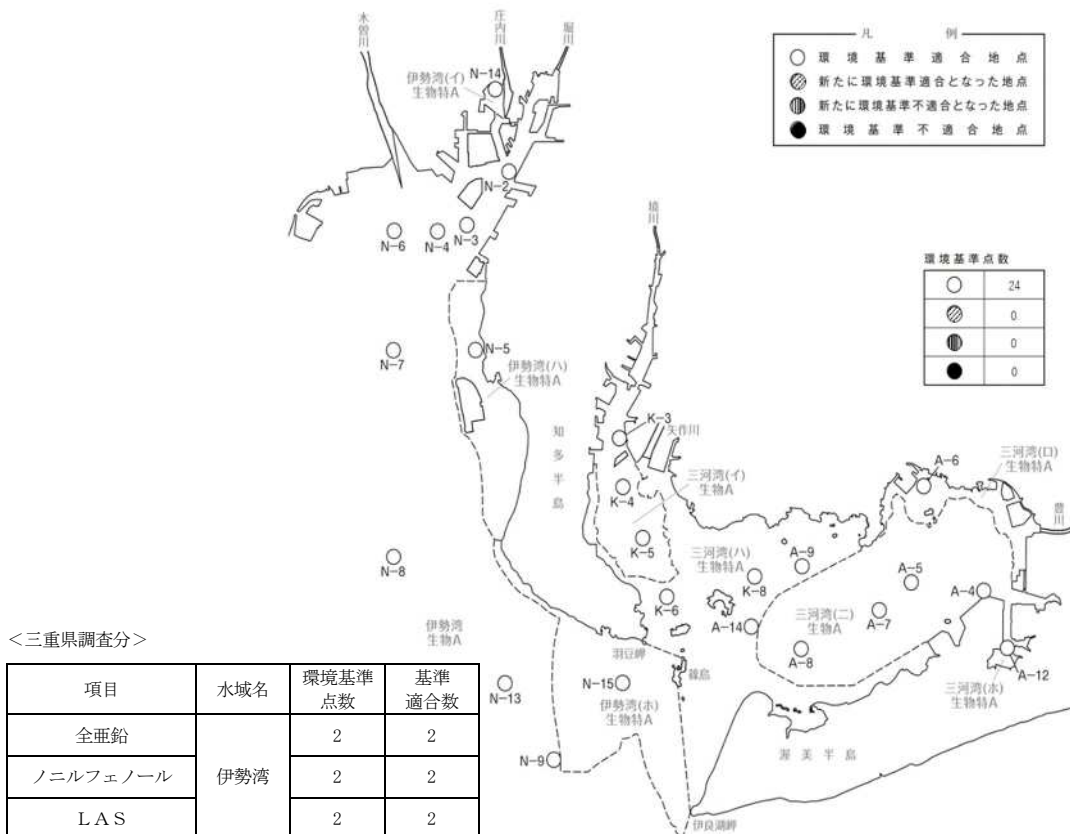 木曽川
庄内川
堀川
伊勢湾(イ)
生物特A
N-14
N-2
N-6
N-4
N-3
N-7
N-5
伊勢湾(ハ)
生物特A
知多半島
境川
K-3
矢作川
三河湾(イ)
生物A
K-4
K-5
K-6
三河湾(ハ)
生物特A
K-8
A-9
A-14
A-6
三河湾(ロ)
生物特A
豊川
A-5
A-4
三河湾(ニ)
生物A
A-7
A-8
A-12
三河湾(ホ)
生物特A
N-8
伊勢湾
生物A
羽豆岬
篠島
N-13
N-15
伊勢湾(ホ)
生物特A
N-9
渥美半島
伊良湖岬
凡例
環境基準適合地点
新たに環境基準適合となった地点
新たに環境基準不適合となった地点
環境基準不適合地点
環境基準点数
24
0
0
0
＜三重県調査分＞
項目 水域名 環境基準点数 基準適合数
全亜鉛 伊勢湾 2 2
ノニルフェノール 2 2
ＬＡＳ 2 2